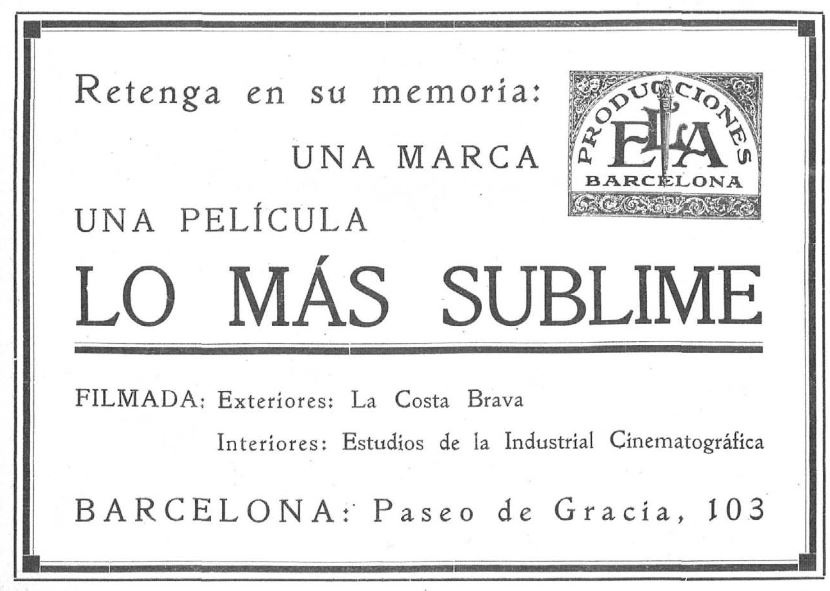 Retenga en su memoria:
UNA MARCA
PRODUCCIONES
ELA
BARCELONA
UNA PELÍCULA
LO MÁS SUBLIME
FILMADA: Exteriores: La Costa Brava
Interiores: Estudios de la Industrial Cinematográfica
BARCELONA: Paseo de Gracia, 103